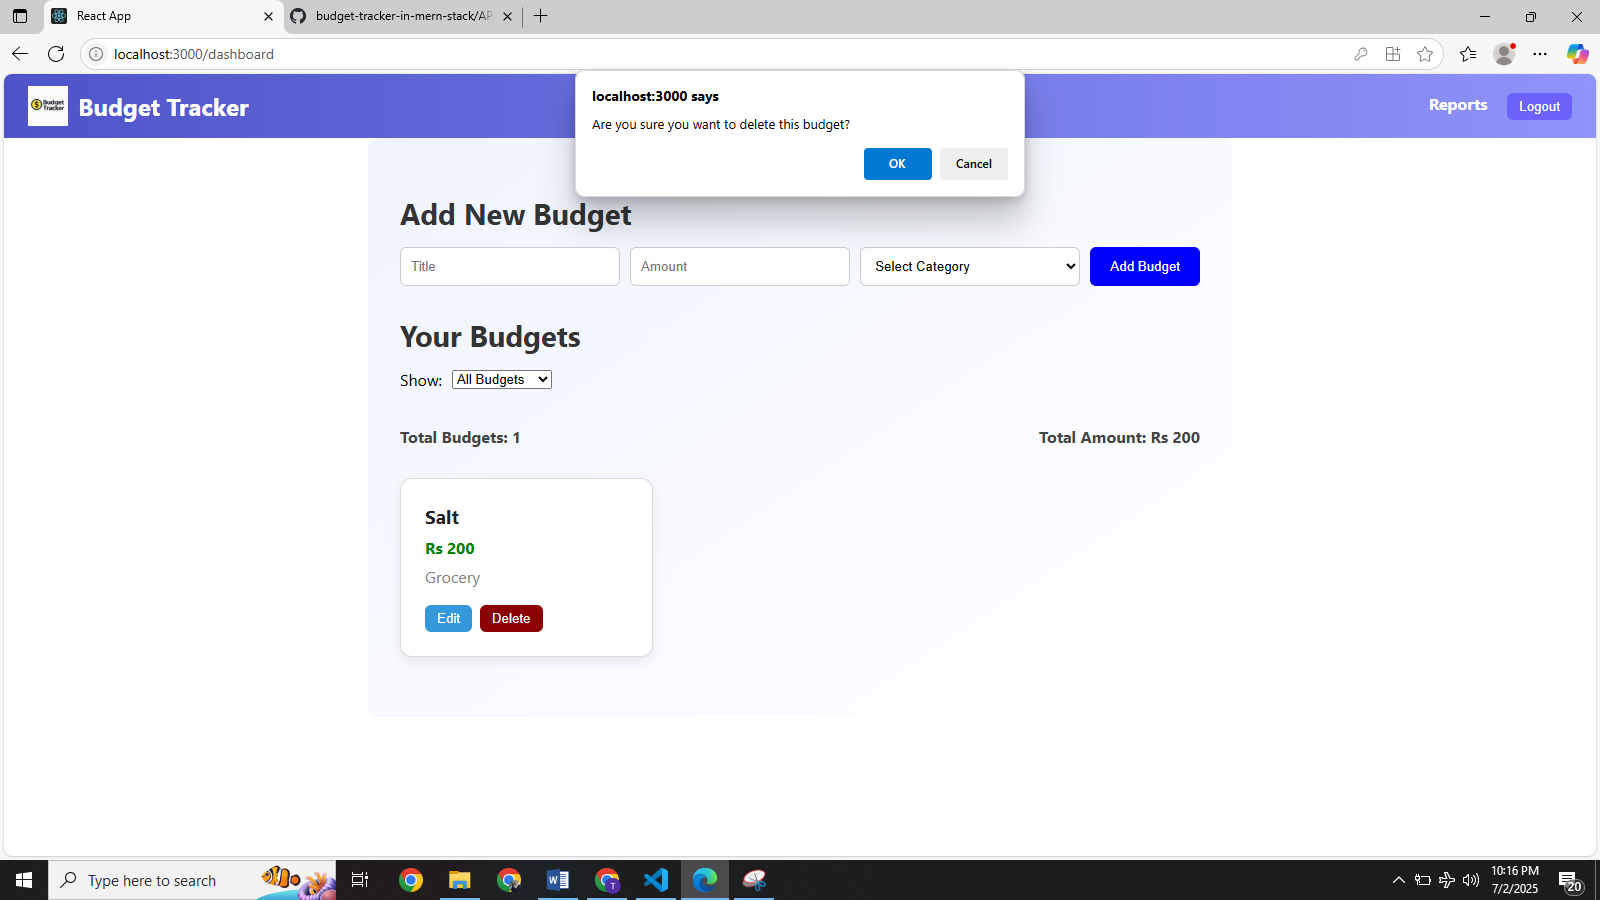 React App
budget-tracker-in-mern-stack/AP
localhost:3000/dashboard
Budget Tracker
Budget Tracker
Reports
Logout
localhost:3000 says
Are you sure you want to delete this budget?
OK
Cancel
Add New Budget
Title
Amount
Select Category
Add Budget
Your Budgets
Show:
All Budgets
Total Budgets: 1
Total Amount: Rs 200
Salt
Rs 200
Grocery
Edit
Delete
Type here to search
T
10:16 PM
7/2/2025
20